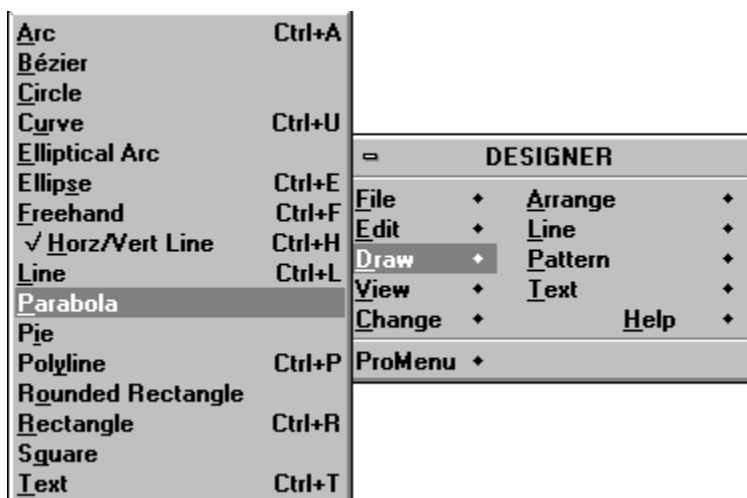 Arc Ctrl+A
Bézier
Circle
Curve Ctrl+U
Elliptical Arc
Ellipse Ctrl+E
Freehand Ctrl+F
√ Horz/Vert Line Ctrl+H
Line Ctrl+L
Parabola
Pie
Polyline Ctrl+P
Rounded Rectangle
Rectangle Ctrl+R
Square
Text Ctrl+T
DESIGNER
File Arrange
Edit Line
Draw Pattern
View Text
Change Help
ProMenu